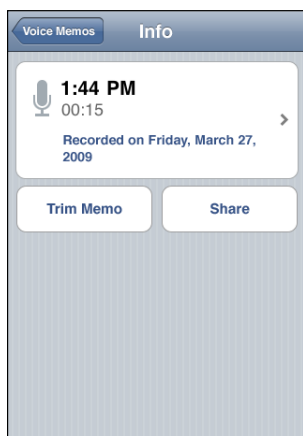 Voice Memos
Info
1:44 PM
00:15
Recorded on Friday, March 27,
2009
Trim Memo
Share